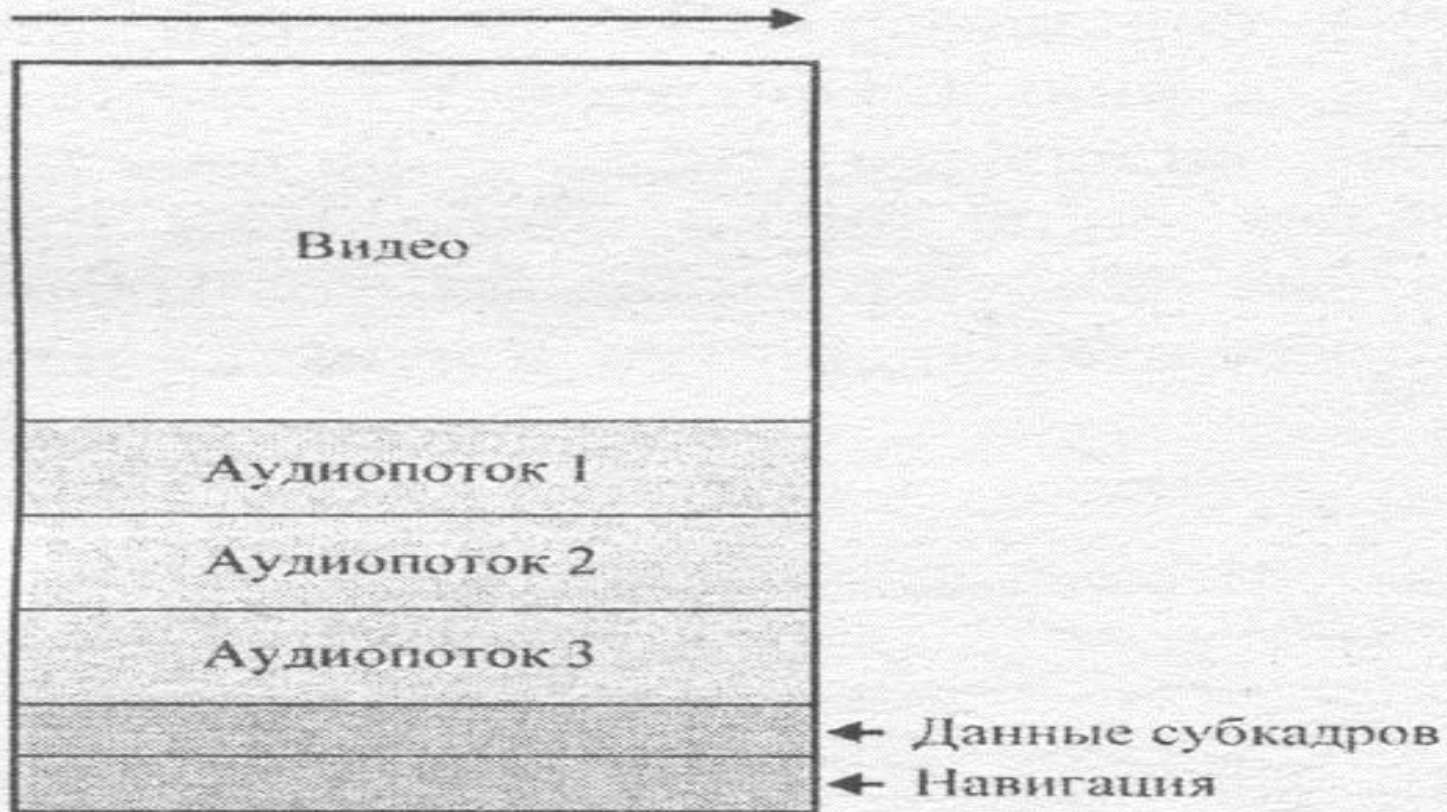 Видео
Аудиопоток 1
Аудиопоток 2
Аудиопоток 3
Данные субкадров
Навигация